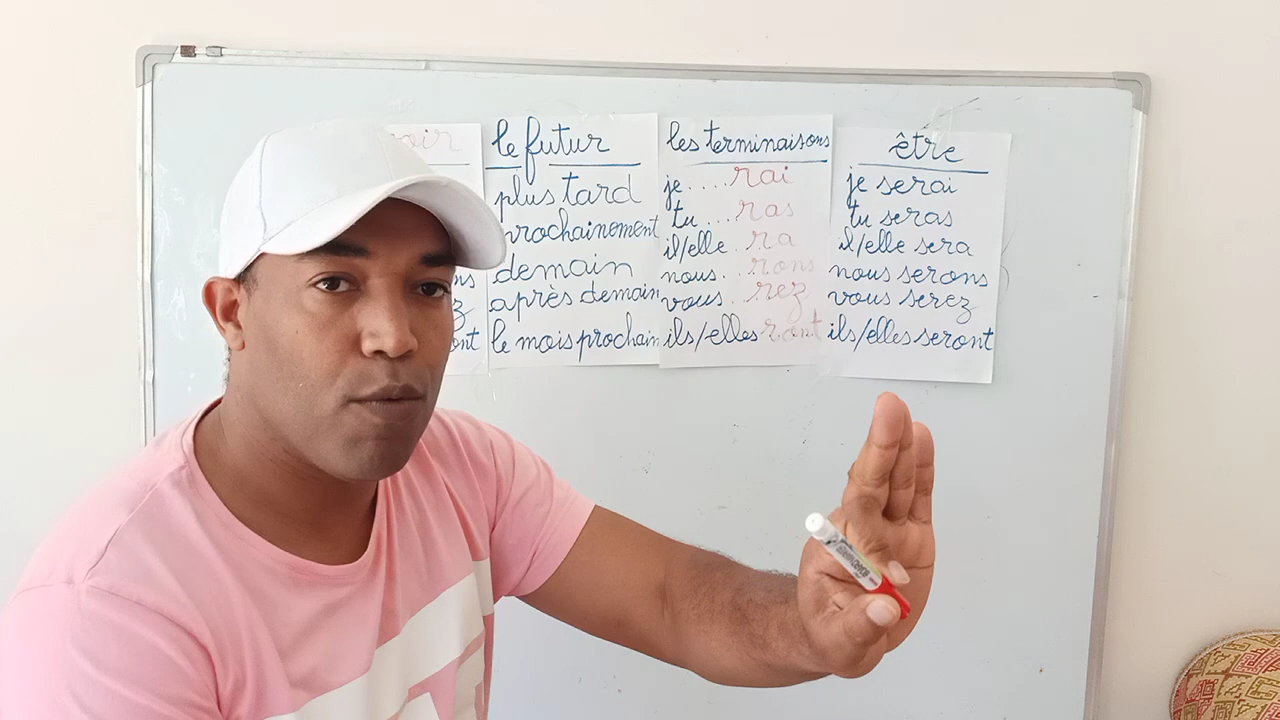 le futur
plus tard
prochainement
demain
après demain
le mois prochain
les terminaisons
je....rai
tu...ras
il/elle..ra
nous..rons
vous...rez
ils/elles ront
être
je serai
tu seras
il/elle sera
nous serons
vous serez
ils/elles seront